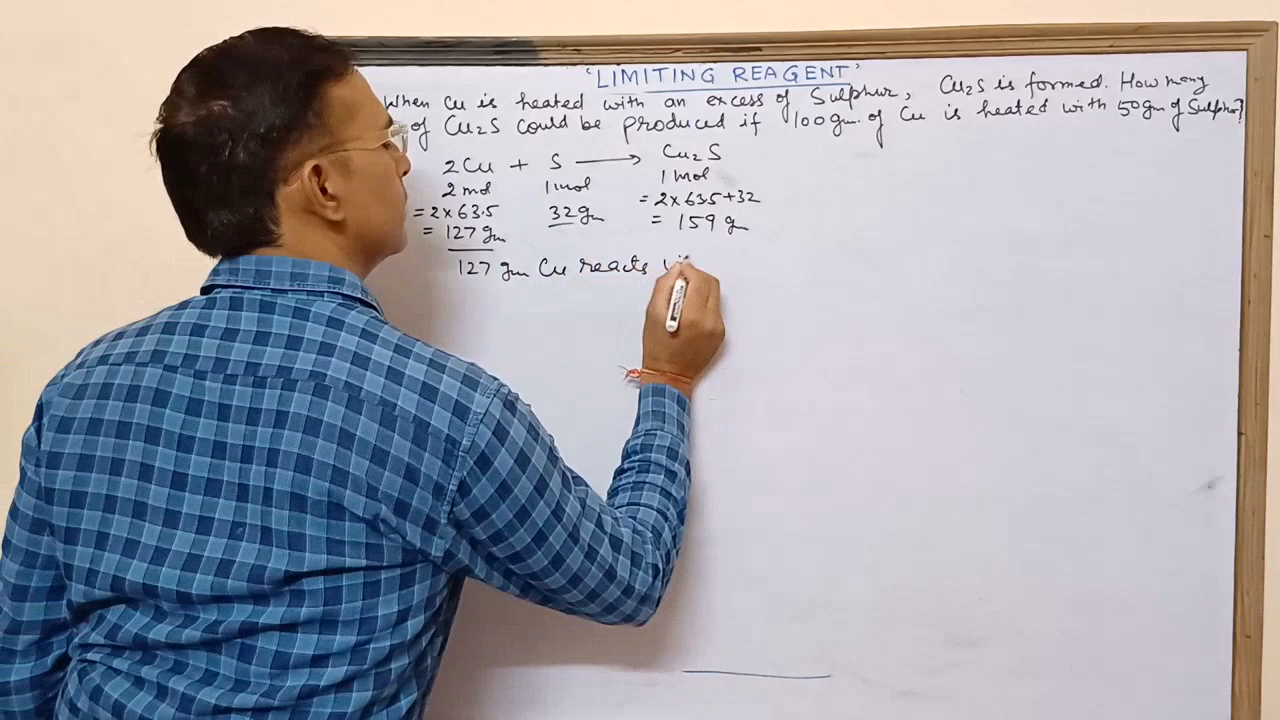 'LIMITING REAGENT'
When Cu is heated with an excess of Sulphur, Cu₂S is formed. How many
of Cu₂S could be produced if 100 gm. of Cu is heated with 50 gm of Sulphur?
2Cu + S ⟶ Cu₂S
2 mol 1 mol 1 mol
= 2 × 63.5 32 gm = 2 × 63.5 + 32
= 127 gm = 159 gm
127 gm Cu reacts